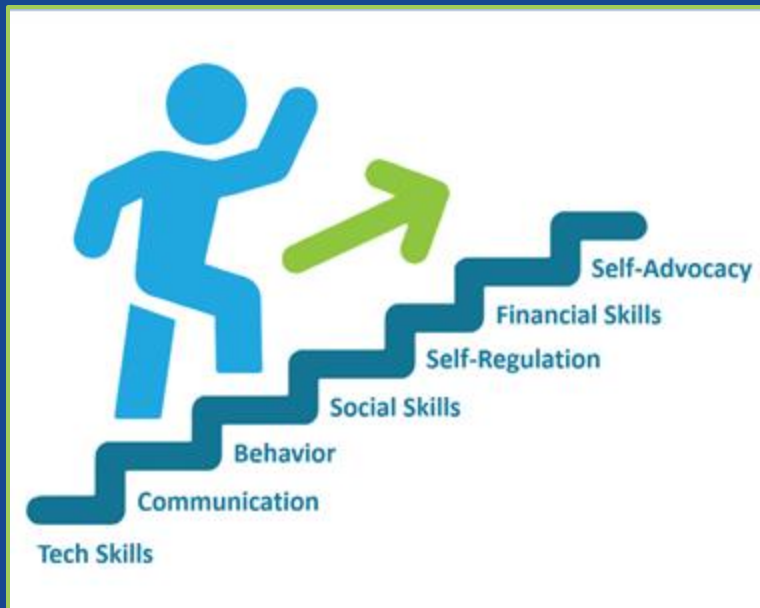 Self-Advocacy
Financial Skills
Self-Regulation
Social Skills
Behavior
Communication
Tech Skills